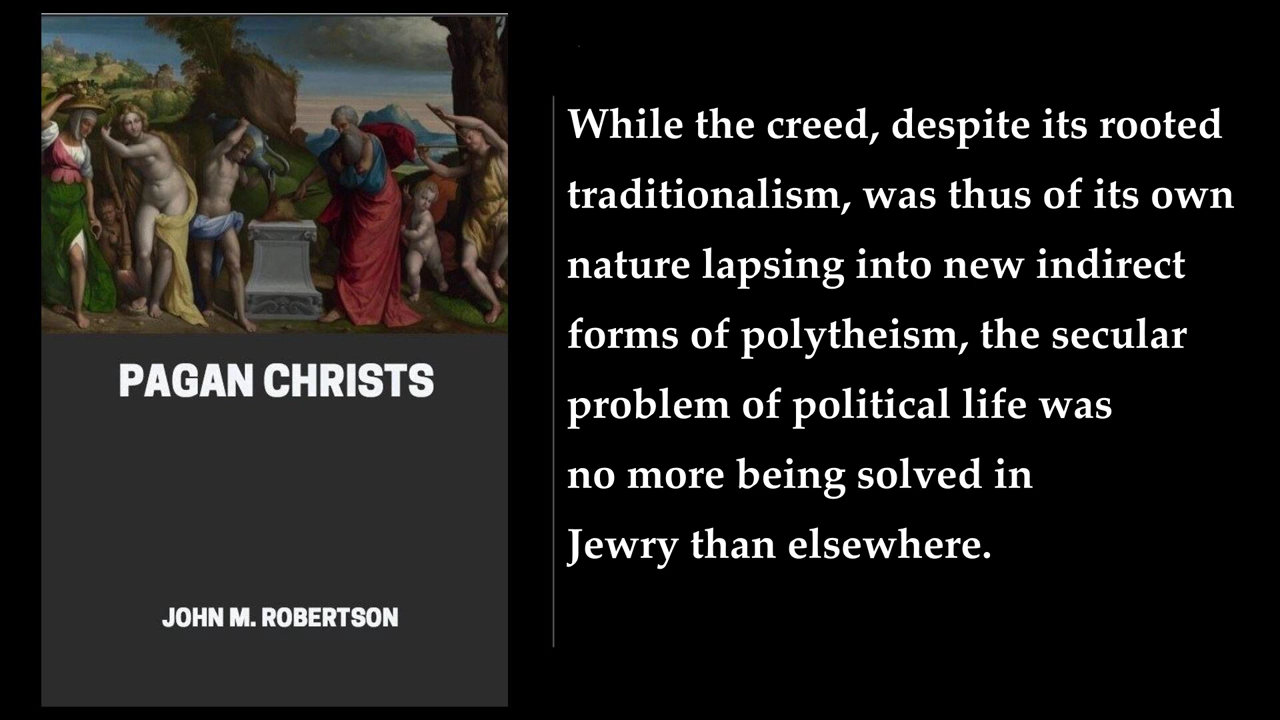 PAGAN CHRISTS
JOHN M. ROBERTSON
While the creed, despite its rooted
traditionalism, was thus of its own
nature lapsing into new indirect
forms of polytheism, the secular
problem of political life was
no more being solved in
Jewry than elsewhere.